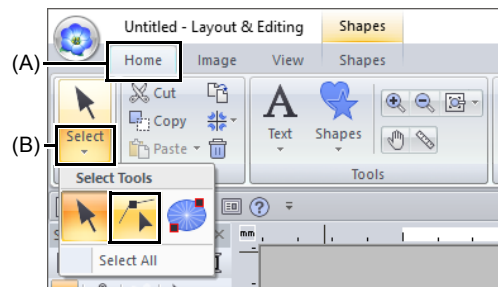 Untitled - Layout & Editing Shapes
(A) Home Image View Shapes
Cut
Copy
(B) Select Paste Text Shapes
Tools
Select Tools
mm
Select All